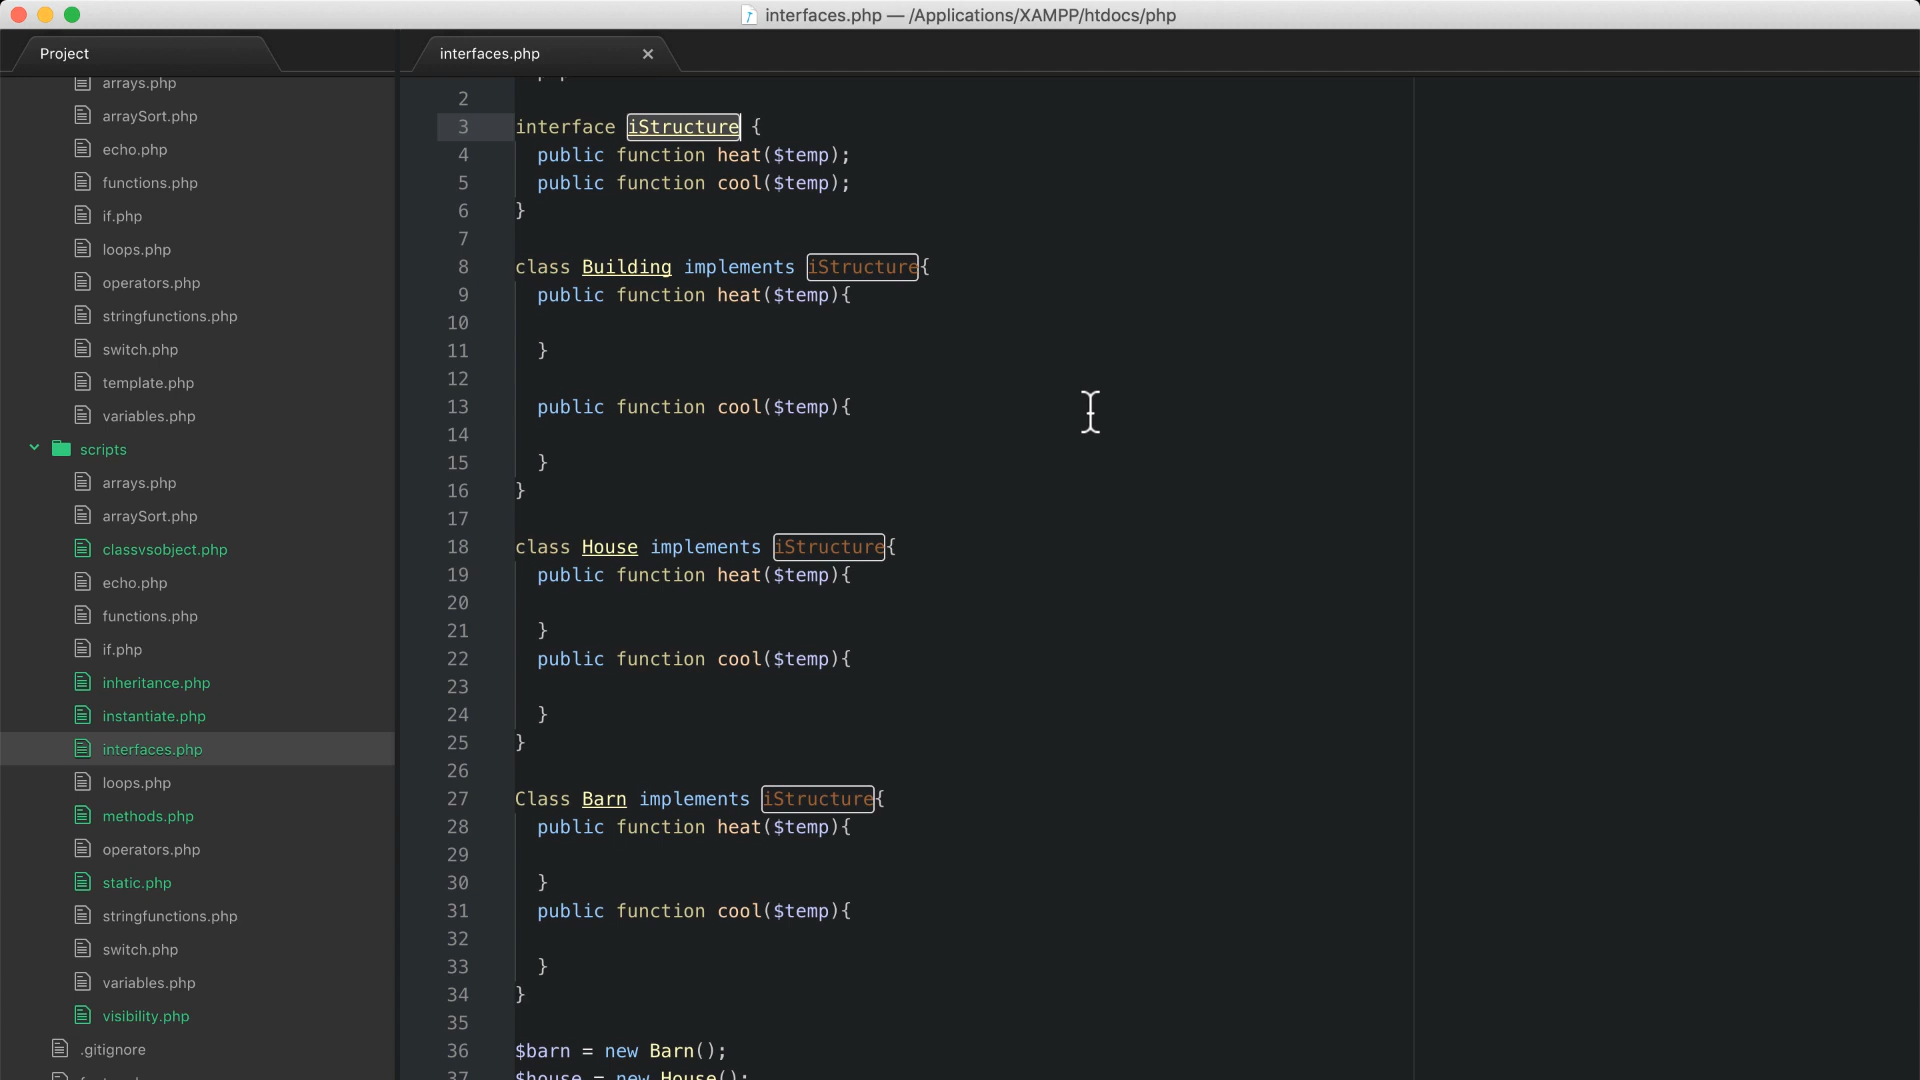 interfaces.php — /Applications/XAMPP/htdocs/php
Project
interfaces.php
arrays.php
arraySort.php
echo.php
functions.php
if.php
loops.php
operators.php
stringfunctions.php
switch.php
template.php
variables.php
scripts
arrays.php
arraySort.php
classvsobject.php
echo.php
functions.php
if.php
inheritance.php
instantiate.php
interfaces.php
loops.php
methods.php
operators.php
static.php
stringfunctions.php
switch.php
variables.php
visibility.php
.gitignore
2
3 interface iStructure {
4 public function heat($temp);
5 public function cool($temp);
6 }
7
8 class Building implements iStructure{
9 public function heat($temp){
10
11 }
12
13 public function cool($temp){
14
15 }
16 }
17
18 class House implements iStructure{
19 public function heat($temp){
20
21 }
22 public function cool($temp){
23
24 }
25 }
26
27 Class Barn implements iStructure{
28 public function heat($temp){
29
30 }
31 public function cool($temp){
32
33 }
34 }
35
36 $barn = new Barn();
37 $house = new House();